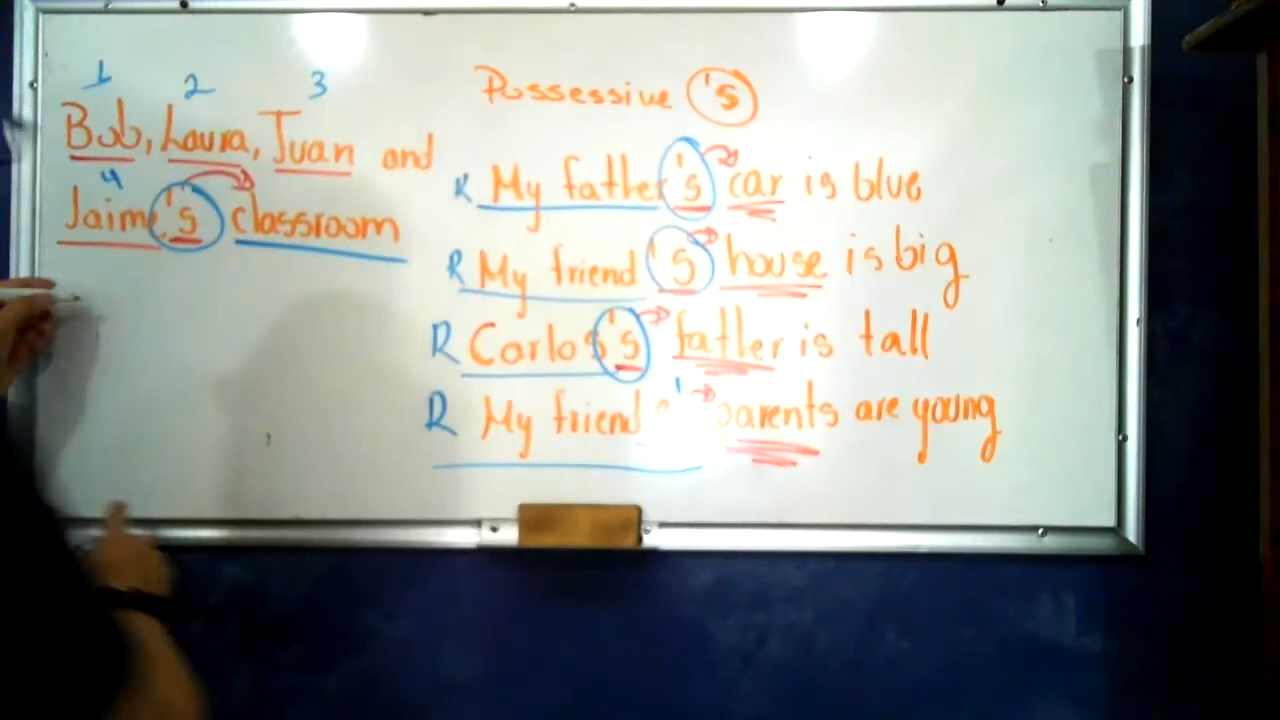 1 2 3
Bob, Laura, Juan and
4
Jaime's classroom
Possessive 's
R My father's car is blue
R My friend's house is big
R Carlos's father is tall
R My friends' parents are young